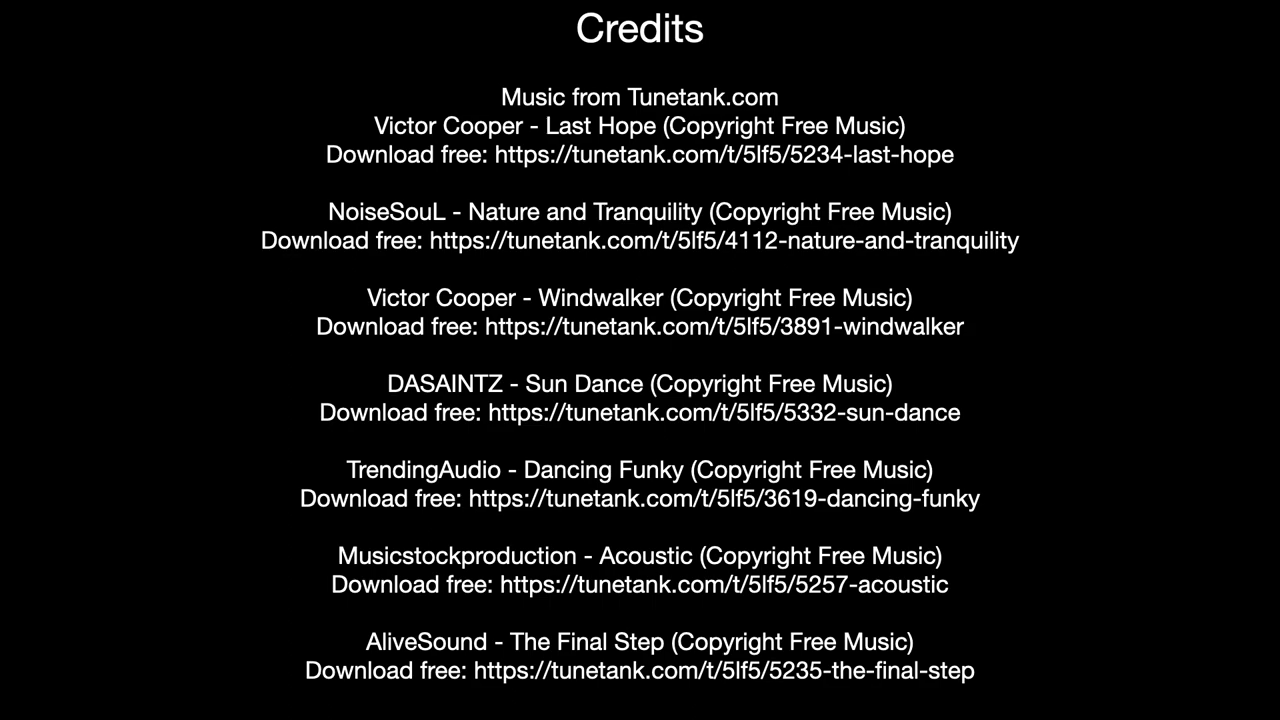 Credits
Music from Tunetank.com
Victor Cooper - Last Hope (Copyright Free Music)
Download free: https://tunetank.com/t/5lf5/5234-last-hope
NoiseSouL - Nature and Tranquility (Copyright Free Music)
Download free: https://tunetank.com/t/5lf5/4112-nature-and-tranquility
Victor Cooper - Windwalker (Copyright Free Music)
Download free: https://tunetank.com/t/5lf5/3891-windwalker
DASAINTZ - Sun Dance (Copyright Free Music)
Download free: https://tunetank.com/t/5lf5/5332-sun-dance
TrendingAudio - Dancing Funky (Copyright Free Music)
Download free: https://tunetank.com/t/5lf5/3619-dancing-funky
Musicstockproduction - Acoustic (Copyright Free Music)
Download free: https://tunetank.com/t/5lf5/5257-acoustic
AliveSound - The Final Step (Copyright Free Music)
Download free: https://tunetank.com/t/5lf5/5235-the-final-step